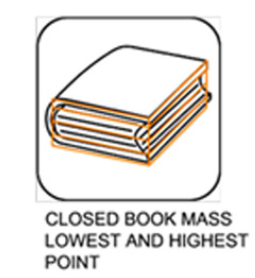 CLOSED BOOK MASS
LOWEST AND HIGHEST
POINT